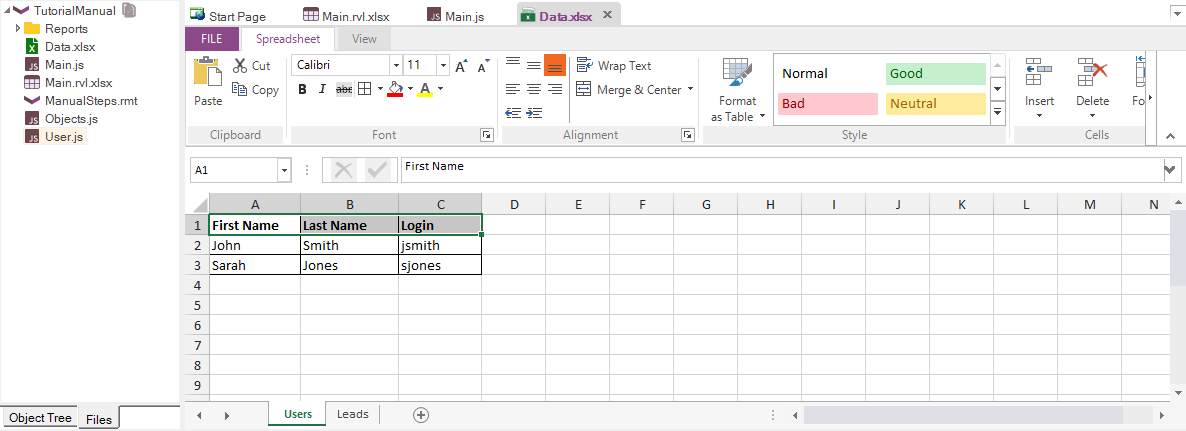 TutorialManual
Reports
Data.xlsx
Main.js
Main.rvl.xlsx
ManualSteps.rmt
Objects.js
User.js
Object Tree Files
Start Page Main.rvl.xlsx Main.js Data.xlsx
FILE Spreadsheet View
Paste
Cut
Copy
Clipboard
Calibri 11 A A
B I abc A
Font
Wrap Text
Merge & Center
Alignment
Format
as Table
Normal Good
Bad Neutral
Style
Insert Delete Fo
Cells
A1 First Name
A B C D E F G H I J K L M N
1 First Name Last Name Login
2 John Smith jsmith
3 Sarah Jones sjones
4
5
6
7
8
9
Users Leads